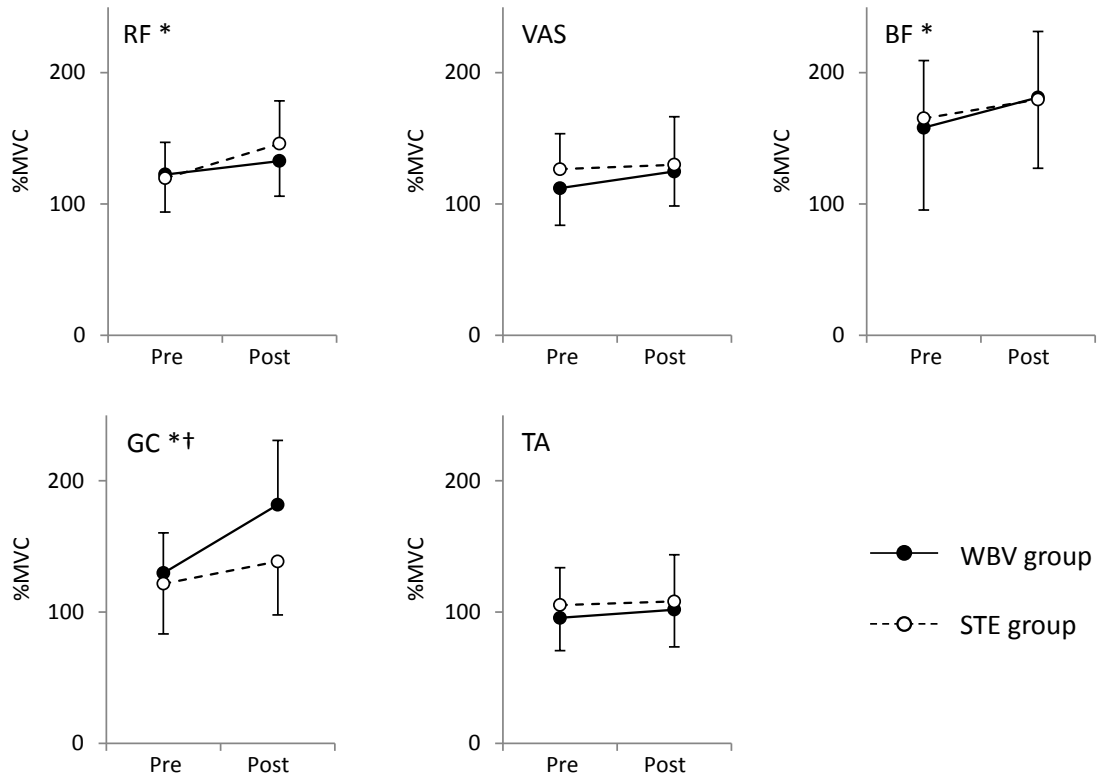 RF *
200
100
0
%MVC
Pre Post
VAS
200
100
0
%MVC
Pre Post
BF *
200
100
0
%MVC
Pre Post
GC *†
200
100
0
%MVC
Pre Post
TA
200
100
0
%MVC
Pre Post
WBV group
STE group